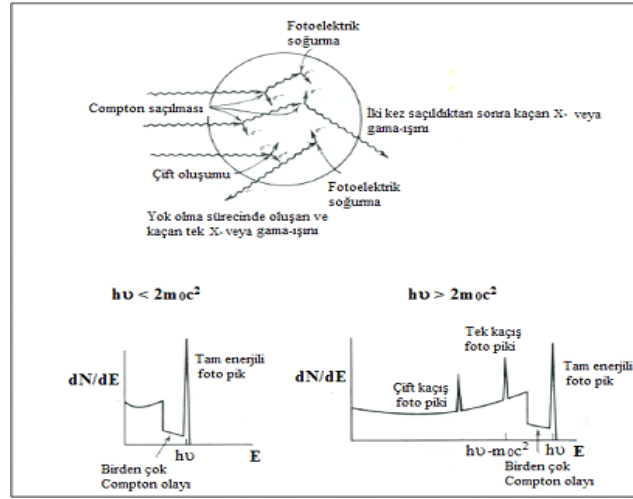 Fotoelektrik
soğurma
Compton saçılması
İki kez saçıldıktan sonra kaçan X- veya
gama-ışını
Çift oluşumu
Fotoelektrik
soğurma
Yok olma sürecinde oluşan ve
kaçan tek X- veya gama-ışını
hυ < 2m₀c²
hυ > 2m₀c²
dN/dE
Tam enerjili
foto pik
hυ
E
Birden çok
Compton olayı
dN/dE
Çift kaçış
foto piki
Tek kaçış
foto piki
Tam enerjili
foto pik
hυ-m₀c²
hυ
E
Birden çok
Compton olayı